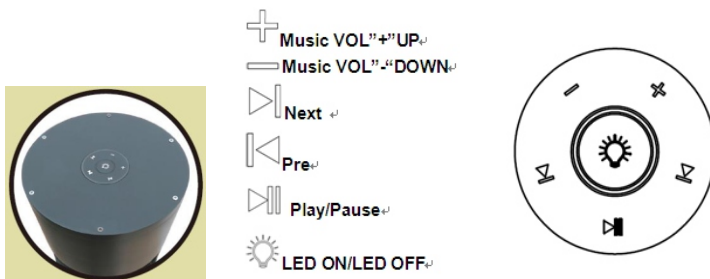 Music VOL”+”UP↵
Music VOL”-“DOWN↵
Next ↵
Pre↵
Play/Pause↵
LED ON/LED OFF↵